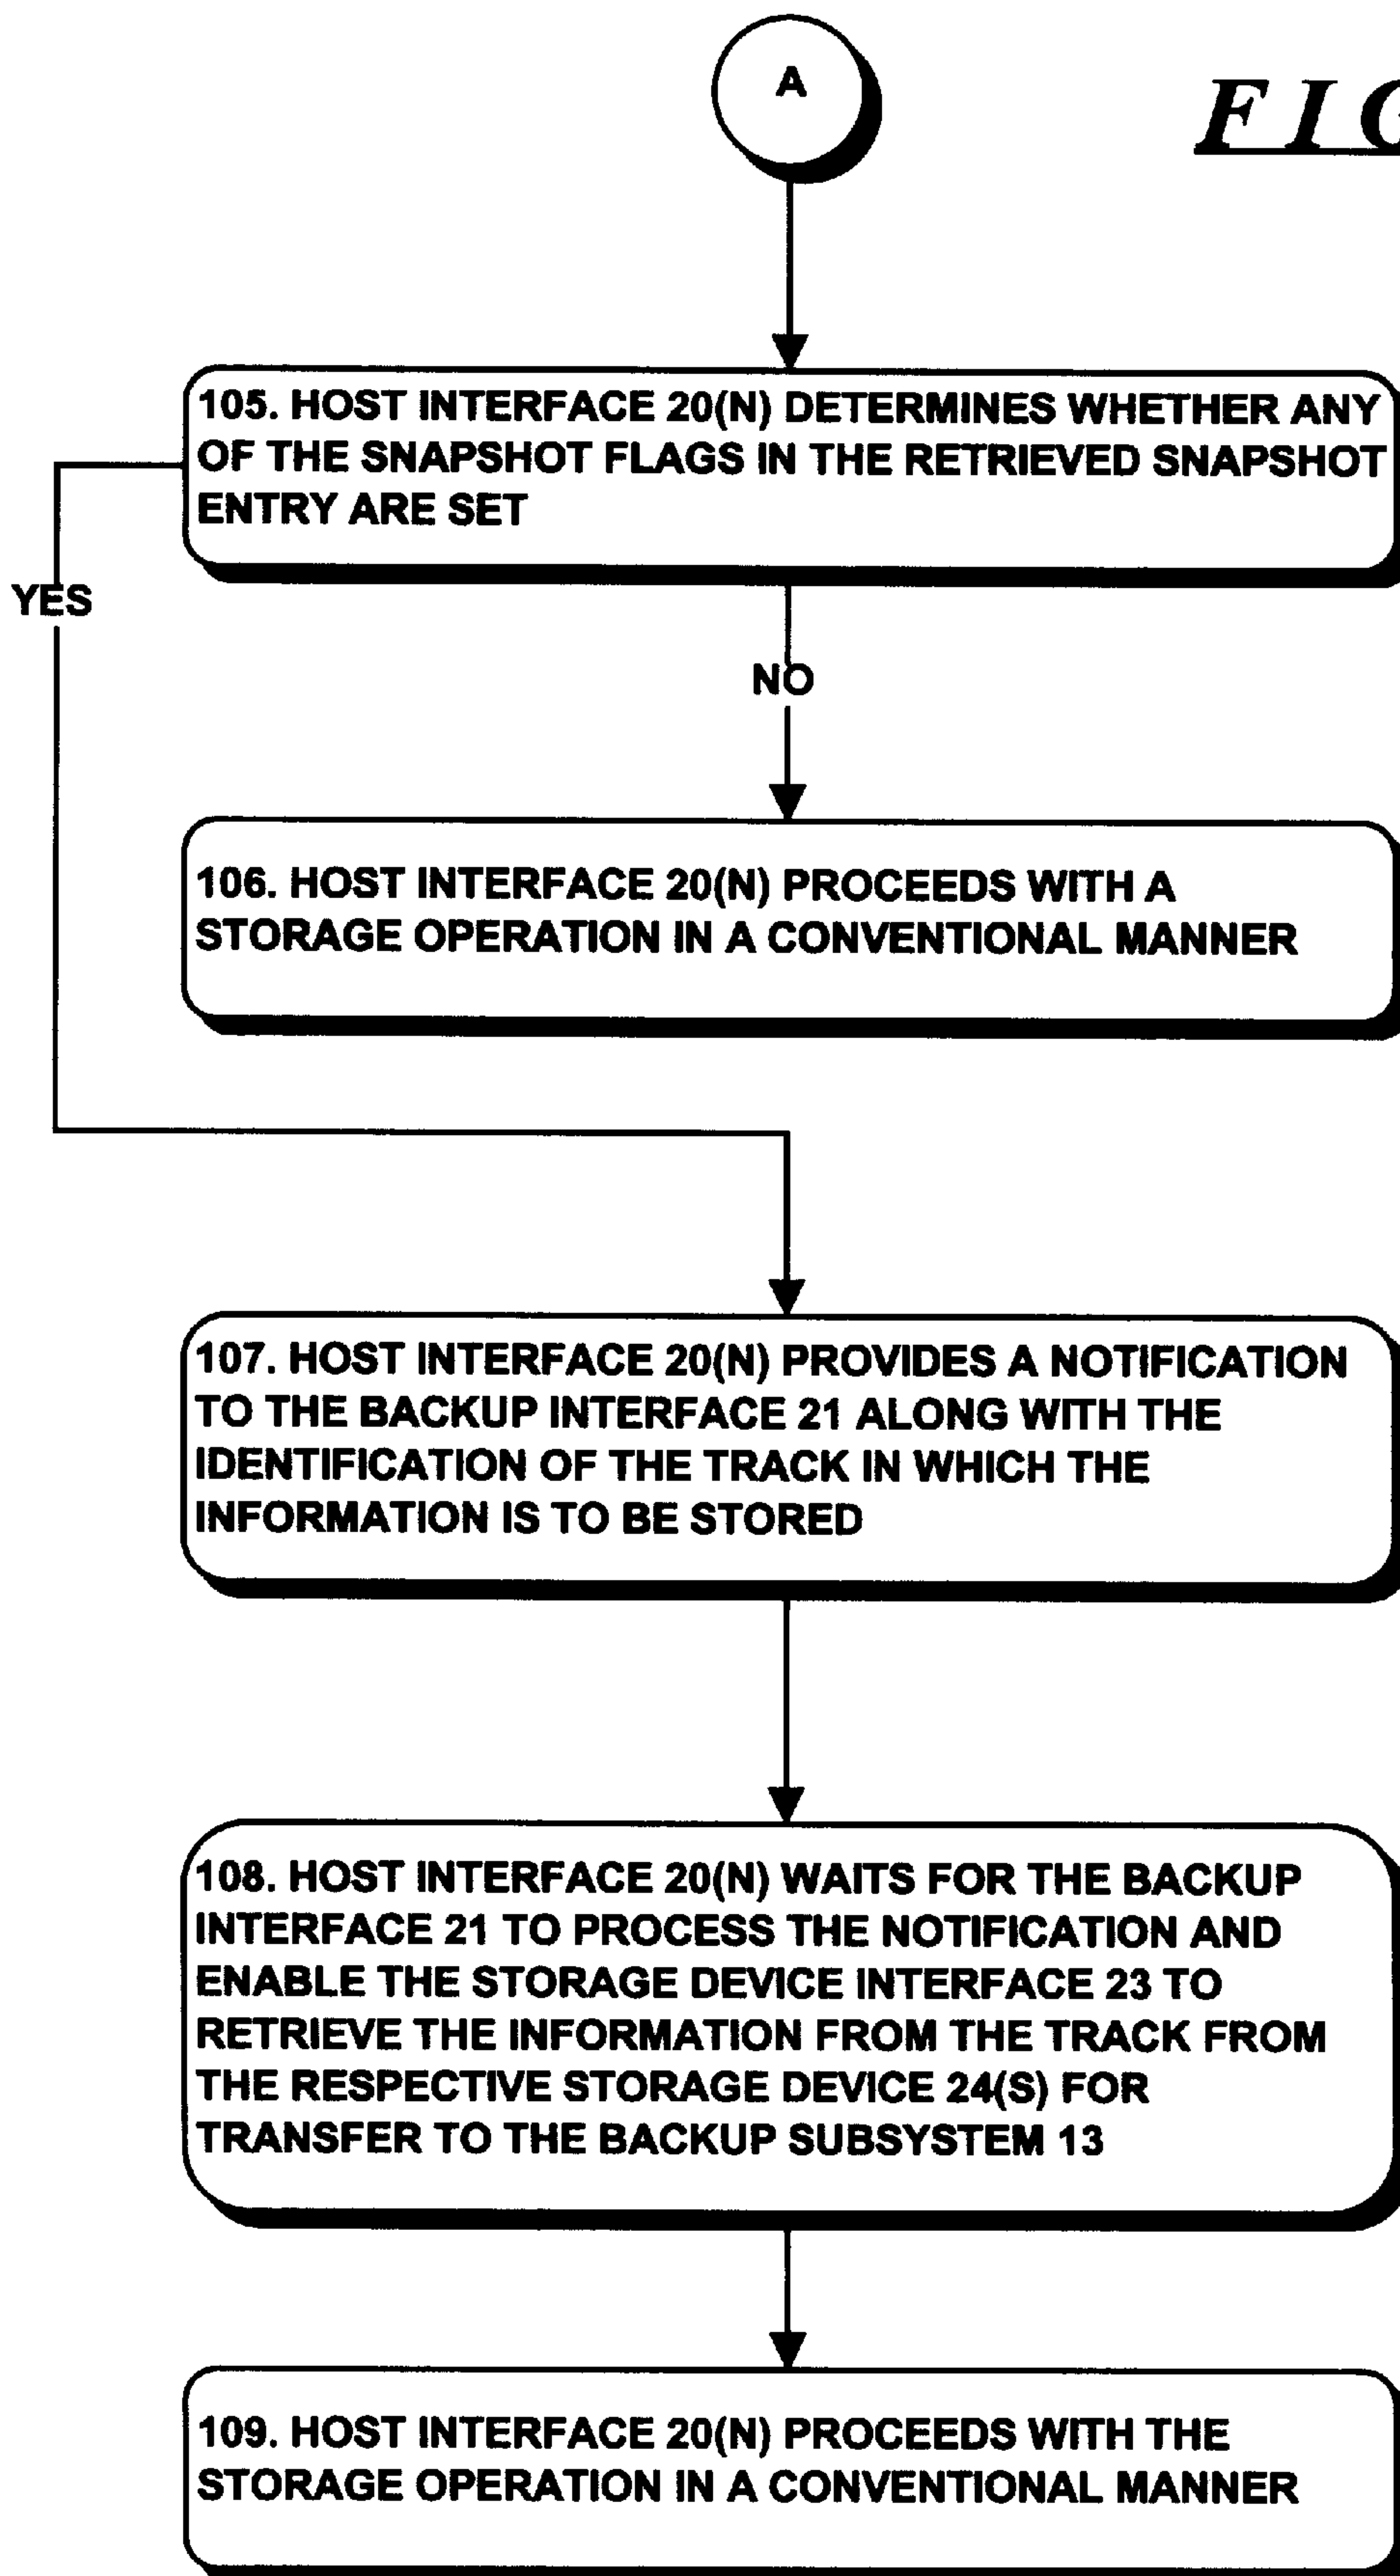 A
FIG
105. HOST INTERFACE 20(N) DETERMINES WHETHER ANY
OF THE SNAPSHOT FLAGS IN THE RETRIEVED SNAPSHOT
ENTRY ARE SET
YES
NO
106. HOST INTERFACE 20(N) PROCEEDS WITH A
STORAGE OPERATION IN A CONVENTIONAL MANNER
107. HOST INTERFACE 20(N) PROVIDES A NOTIFICATION
TO THE BACKUP INTERFACE 21 ALONG WITH THE
IDENTIFICATION OF THE TRACK IN WHICH THE
INFORMATION IS TO BE STORED
108. HOST INTERFACE 20(N) WAITS FOR THE BACKUP
INTERFACE 21 TO PROCESS THE NOTIFICATION AND
ENABLE THE STORAGE DEVICE INTERFACE 23 TO
RETRIEVE THE INFORMATION FROM THE TRACK FROM
THE RESPECTIVE STORAGE DEVICE 24(S) FOR
TRANSFER TO THE BACKUP SUBSYSTEM 13
109. HOST INTERFACE 20(N) PROCEEDS WITH THE
STORAGE OPERATION IN A CONVENTIONAL MANNER